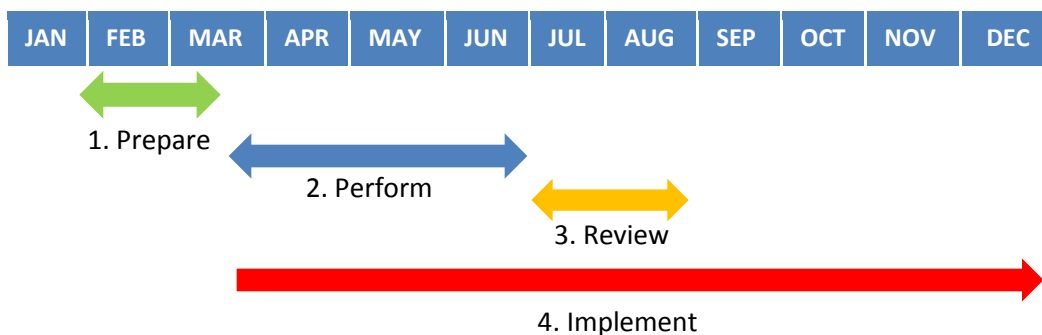 JAN FEB MAR APR MAY JUN JUL AUG SEP OCT NOV DEC
1. Prepare
2. Perform
3. Review
4. Implement